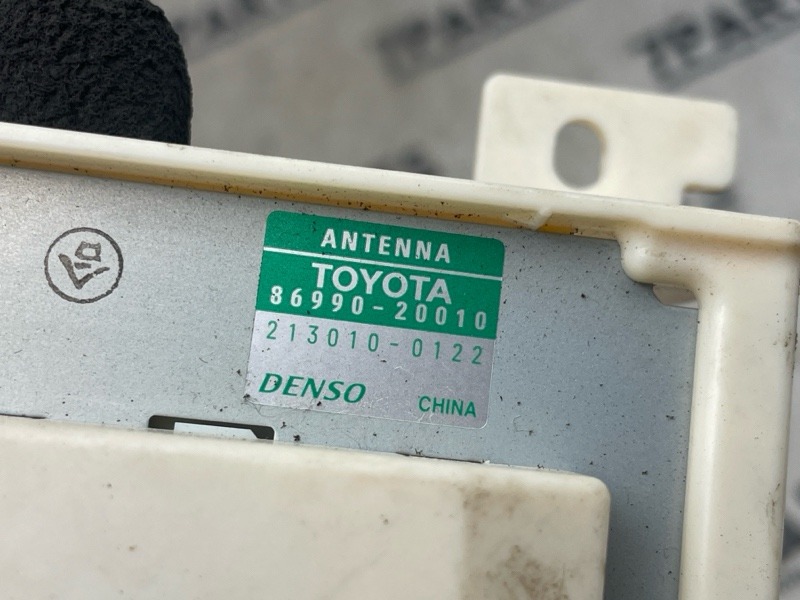 ANTENNA
TOYOTA
86990-20010
213010-0122
DENSO
CHINA